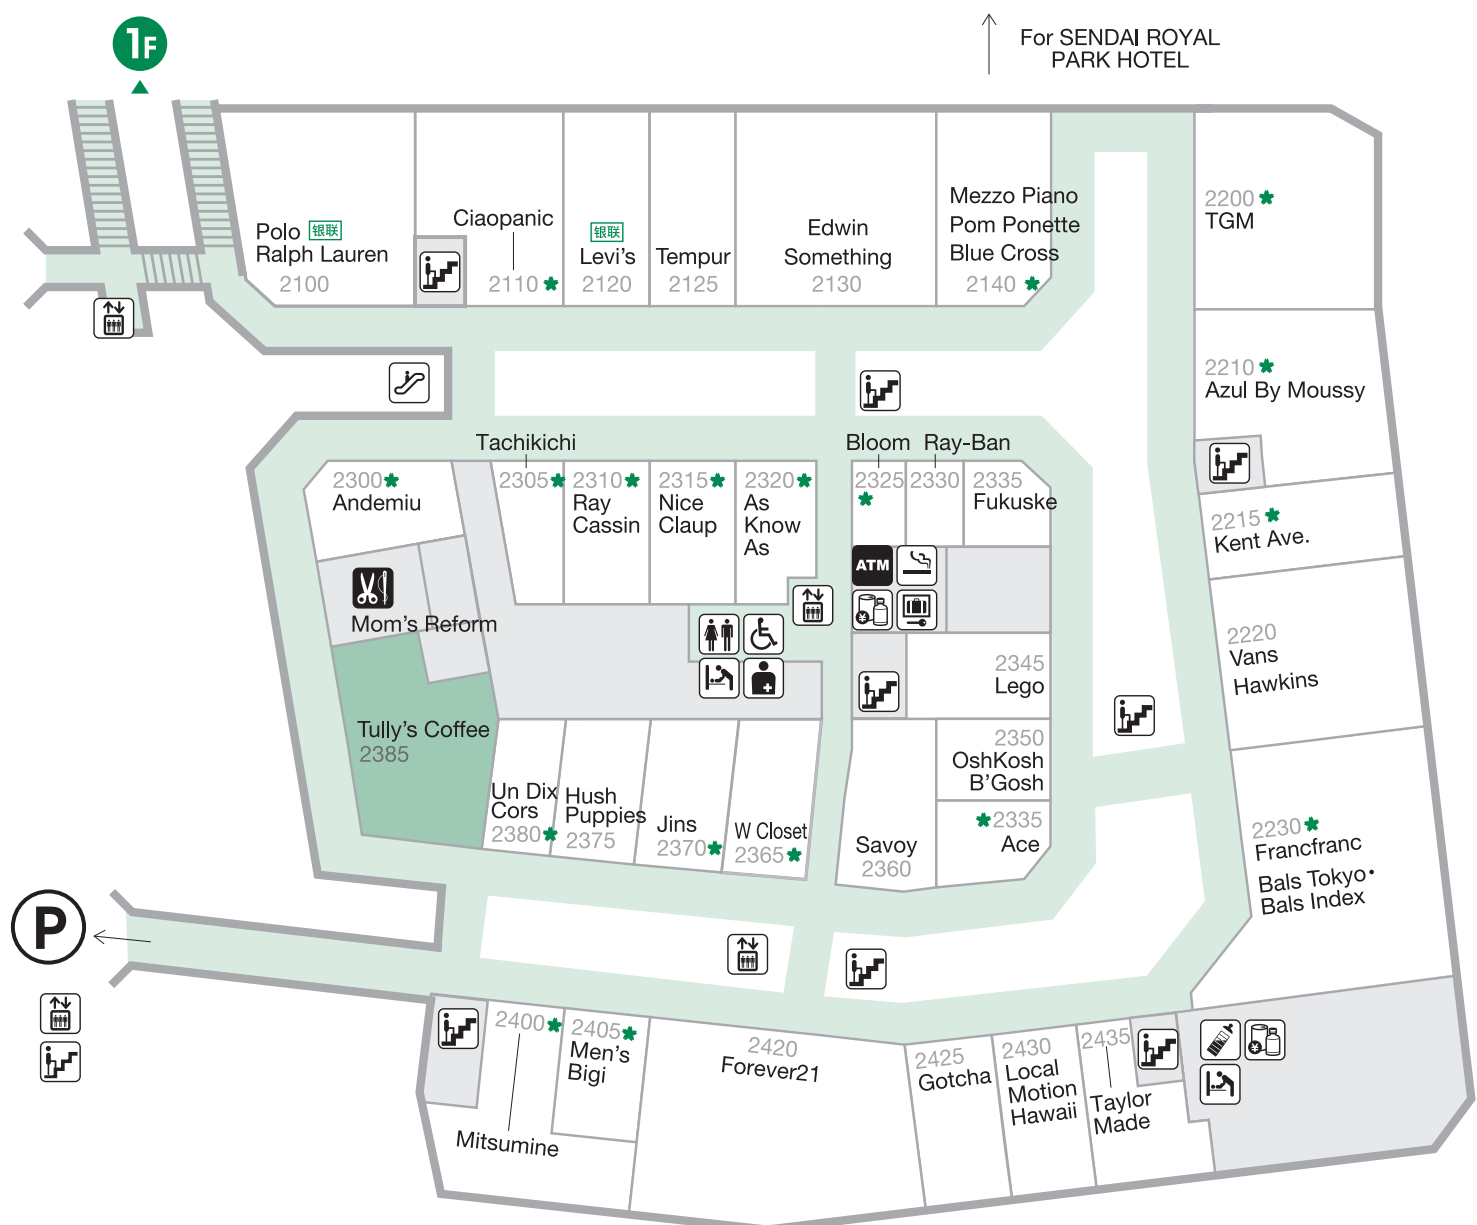 1F
For SENDAI ROYAL
PARK HOTEL
Polo 银联
Ralph Lauren
2100
Ciaopanic
2110
银联
Levi's
2120
Tempur
2125
Edwin
Something
2130
Mezzo Piano
Pom Ponette
Blue Cross
2140
2200
TGM
2210
Azul By Moussy
2215
Kent Ave.
2220
Vans
Hawkins
2230
Francfranc
Bals Tokyo・
Bals Index
2300
Andemiu
Tachikichi
2305
2310
Ray
Cassin
2315
Nice
Claup
2320
As
Know
As
Bloom
2325
Ray-Ban
2330
2335
Fukuske
ATM
¥
Mom's Reform
2345
Lego
Tully's Coffee
2385
Un Dix
Cors
2380
Hush
Puppies
2375
Jins
2370
W Closet
2365
Savoy
2360
2350
OshKosh
B'Gosh
2335
Ace
P
2400
Mitsumine
2405
Men's
Bigi
2420
Forever21
2425
Gotcha
2430
Local
Motion
Hawaii
2435
Taylor
Made
¥